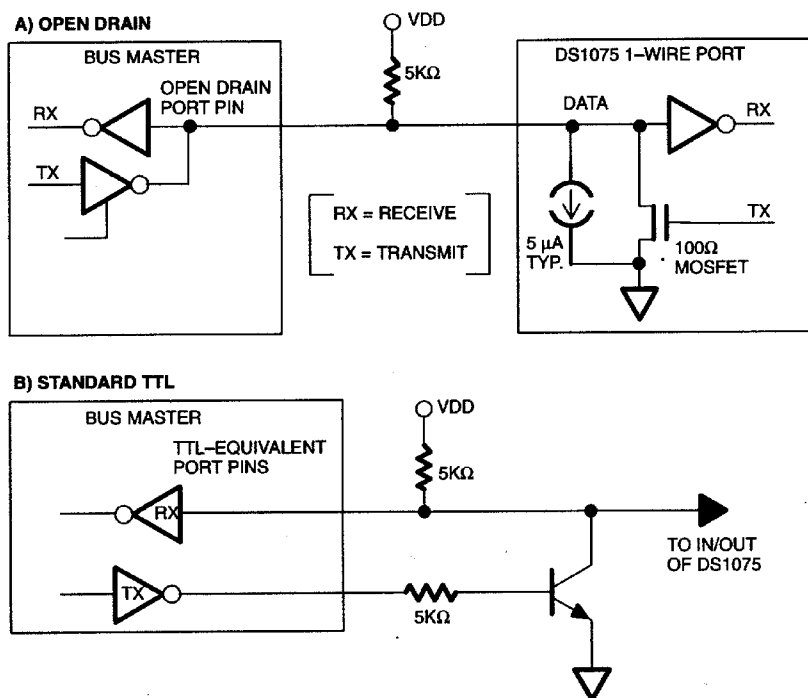 A) OPEN DRAIN
BUS MASTER
OPEN DRAIN
PORT PIN
RX
TX
VDD
5KΩ
[ RX = RECEIVE
TX = TRANSMIT ]
DS1075 1–WIRE PORT
DATA
RX
TX
5 μA
TYP.
100Ω
MOSFET
B) STANDARD TTL
BUS MASTER
TTL–EQUIVALENT
PORT PINS
RX
TX
VDD
5KΩ
5KΩ
TO IN/OUT
OF DS1075